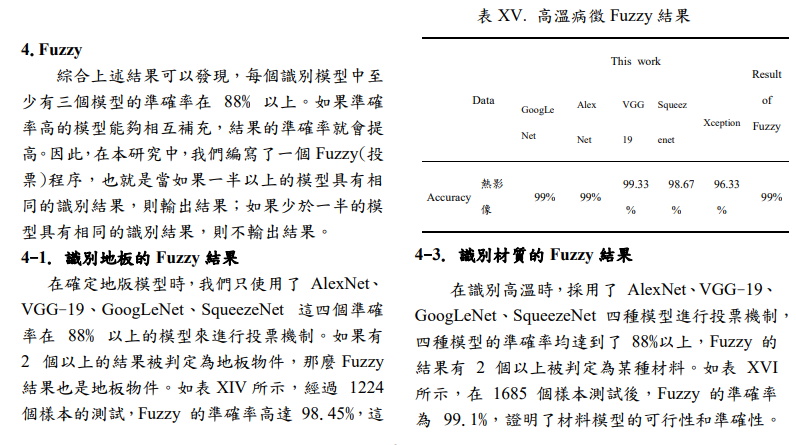 4. Fuzzy
綜合上述結果可以發現，每個識別模型中至
少有三個模型的準確率在 88% 以上。如果準確
率高的模型能夠相互補充，結果的準確率就會提
高。因此，在本研究中，我們編寫了一個 Fuzzy(投
票)程序，也就是當如果一半以上的模型具有相
同的識別結果，則輸出結果；如果少於一半的模
型具有相同的識別結果，則不輸出結果。
4-1. 識別地板的 Fuzzy 結果
在確定地版模型時，我們只使用了 AlexNet、
VGG-19、GoogLeNet、SqueezeNet 這四個準確
率在 88% 以上的模型來進行投票機制。如果有
2 個以上的結果被判定為地板物件，那麼 Fuzzy
結果也是地板物件。如表 XIV 所示，經過 1224
個樣本的測試，Fuzzy 的準確率高達 98.45%，這
表 XV. 高溫病徵 Fuzzy 結果
This work
Data
GoogLe
Net
Alex
Net
VGG
19
Squeez
enet
Xception
Result
of
Fuzzy
Accuracy
熱影
像
99%
99%
99.33
%
98.67
%
96.33
%
99%
4-3. 識別材質的 Fuzzy 結果
在識別高溫時，採用了 AlexNet、VGG-19、
GoogLeNet、SqueezeNet 四種模型進行投票機制，
四種模型的準確率均達到了 88%以上，Fuzzy 的
結果有 2 個以上被判定為某種材料。如表 XVI
所示，在 1685 個樣本測試後，Fuzzy 的準確率
為 99.1%，證明了材料模型的可行性和準確性。